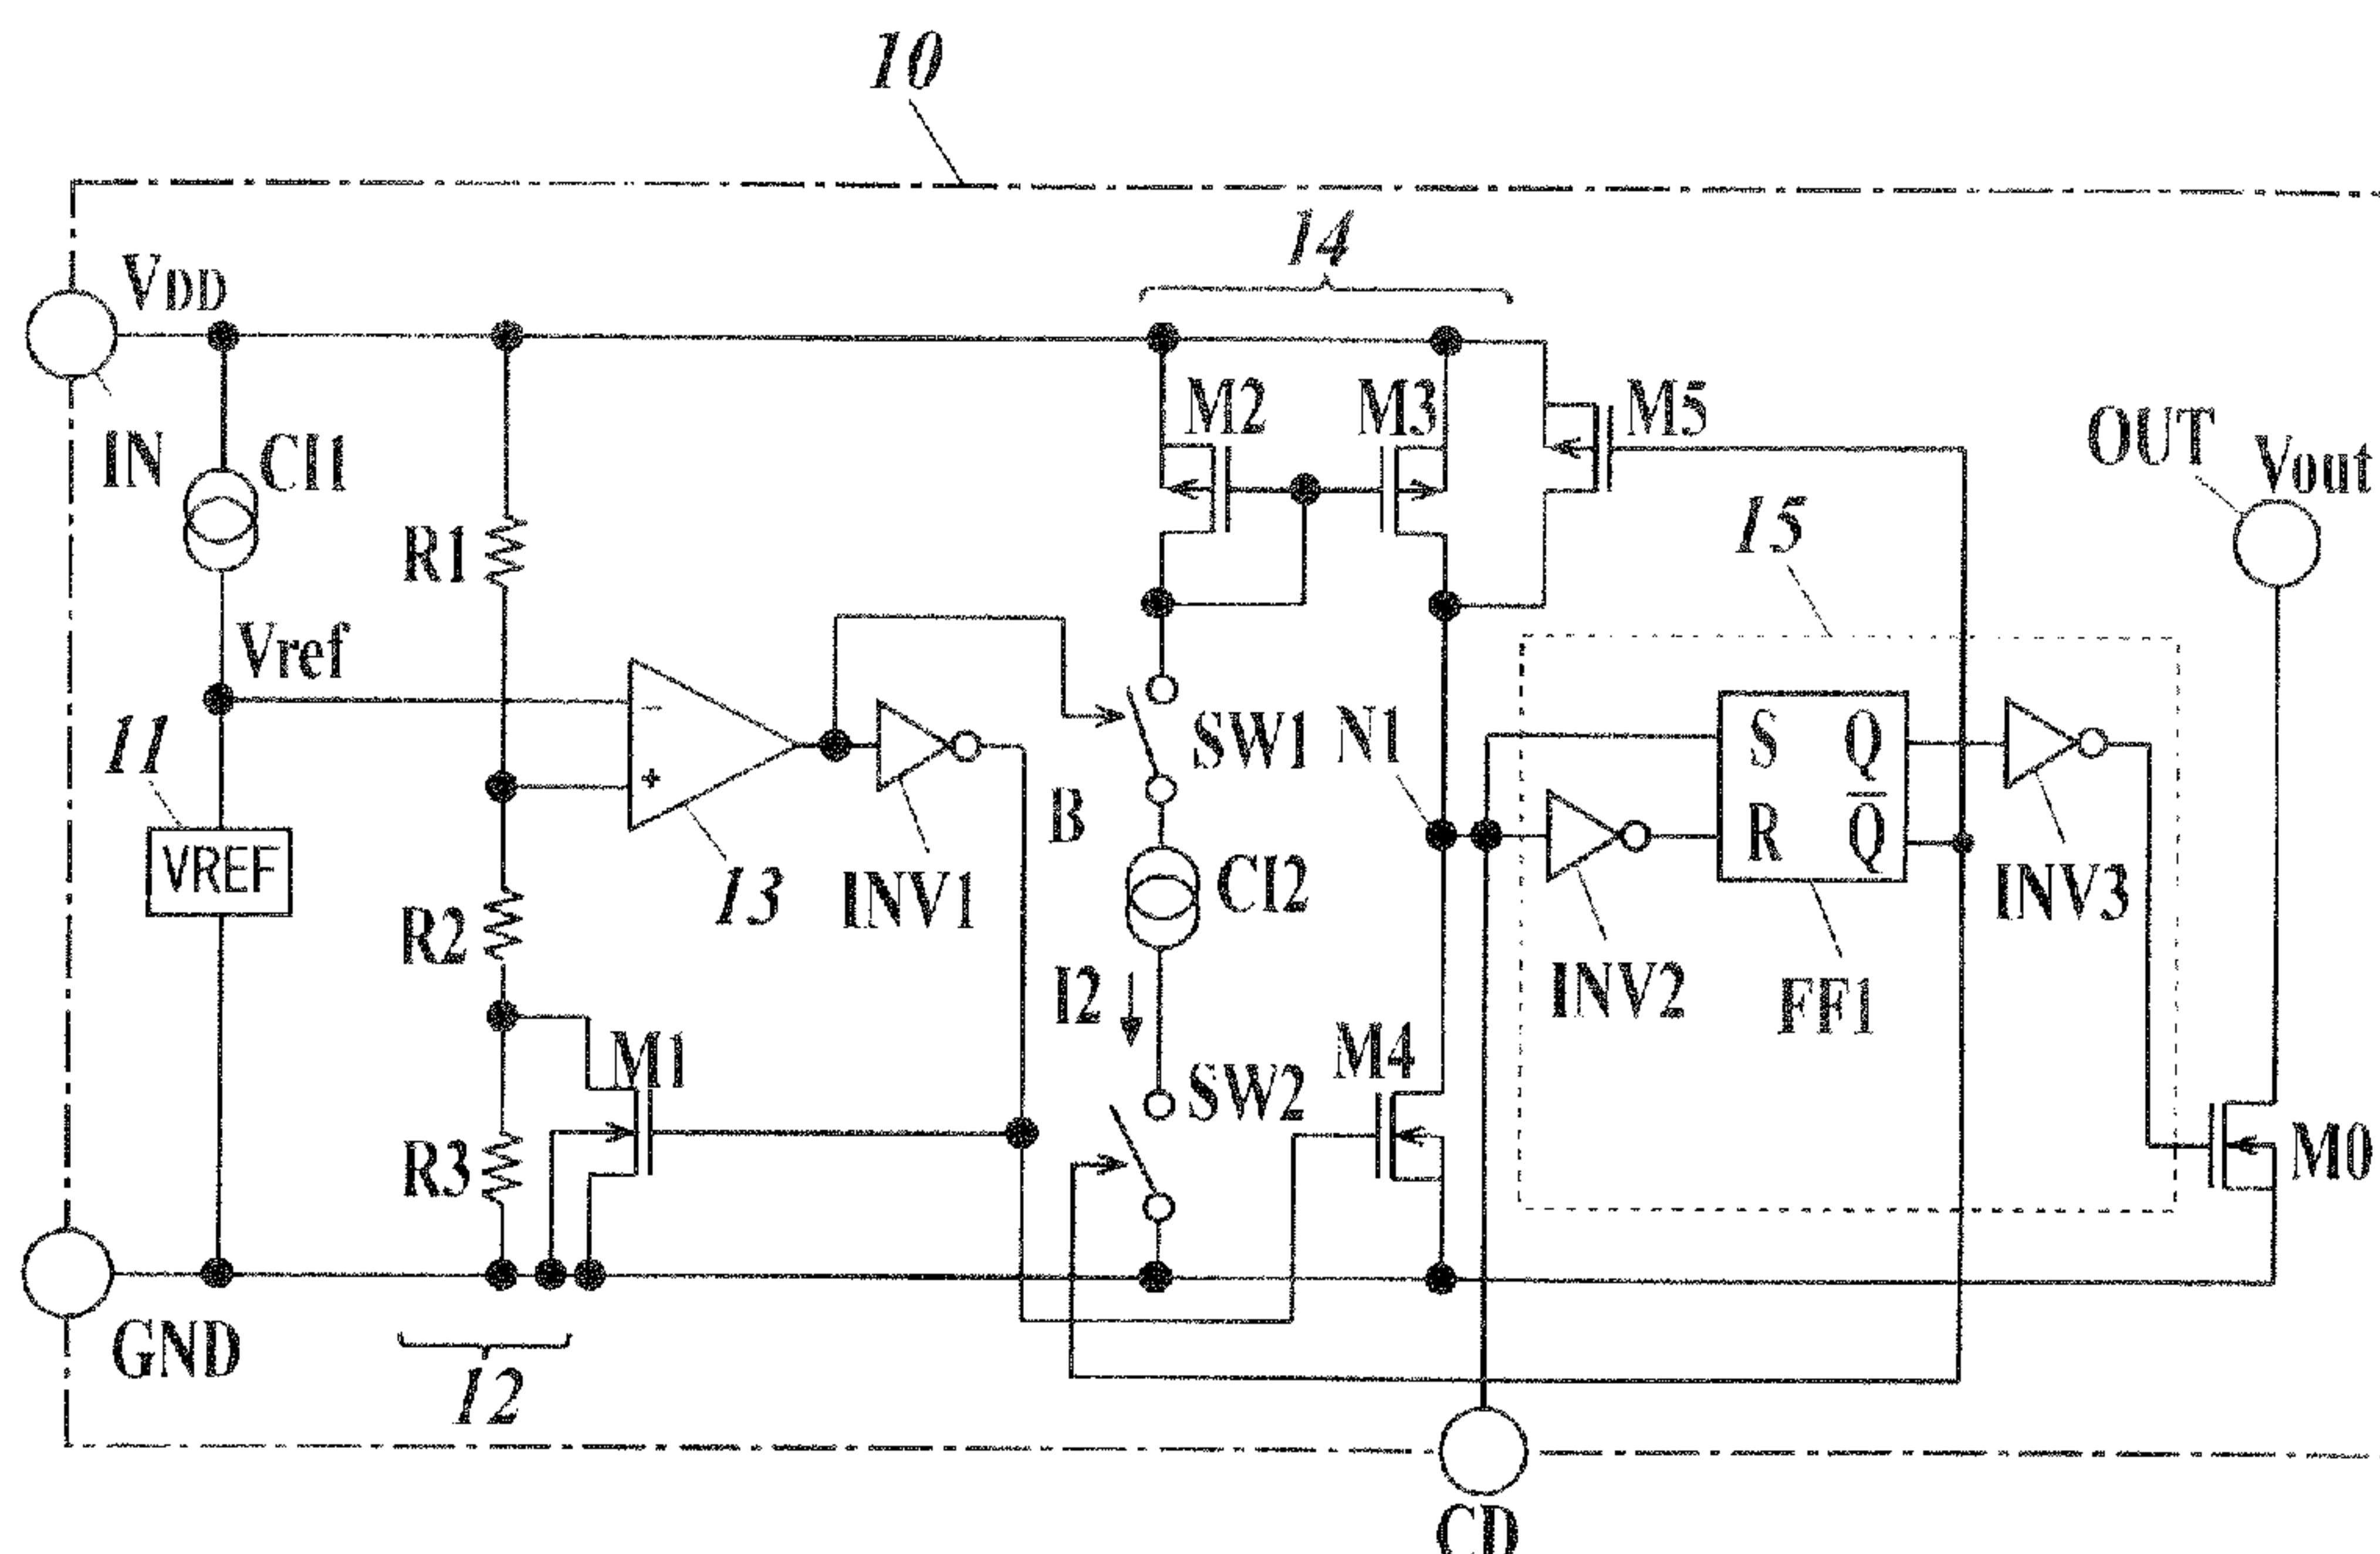 10
14
VDD
IN
CI1
R1
M2
M3
M5
OUT
Vout
15
Vref
11
VREF
-
+
13
INV1
B
SW1
N1
S
Q
R
Q̅
INV3
CI2
R2
I2
INV2
FF1
M1
SW2
M4
R3
M0
GND
12
CD